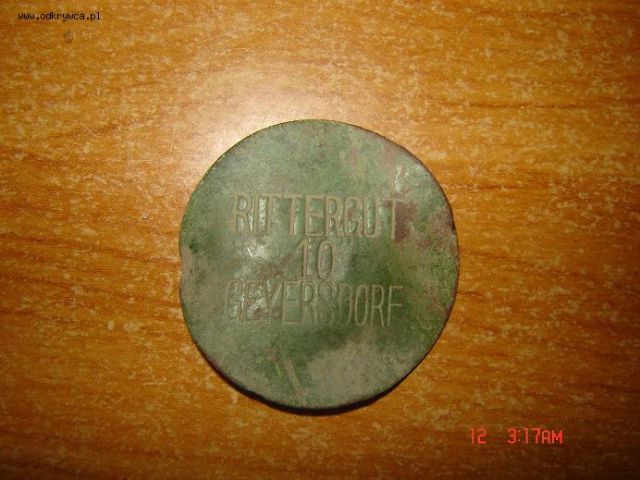 www.odkrywca.pl
RITTERGUT
10
GEYERSDORF
12 3:17AM